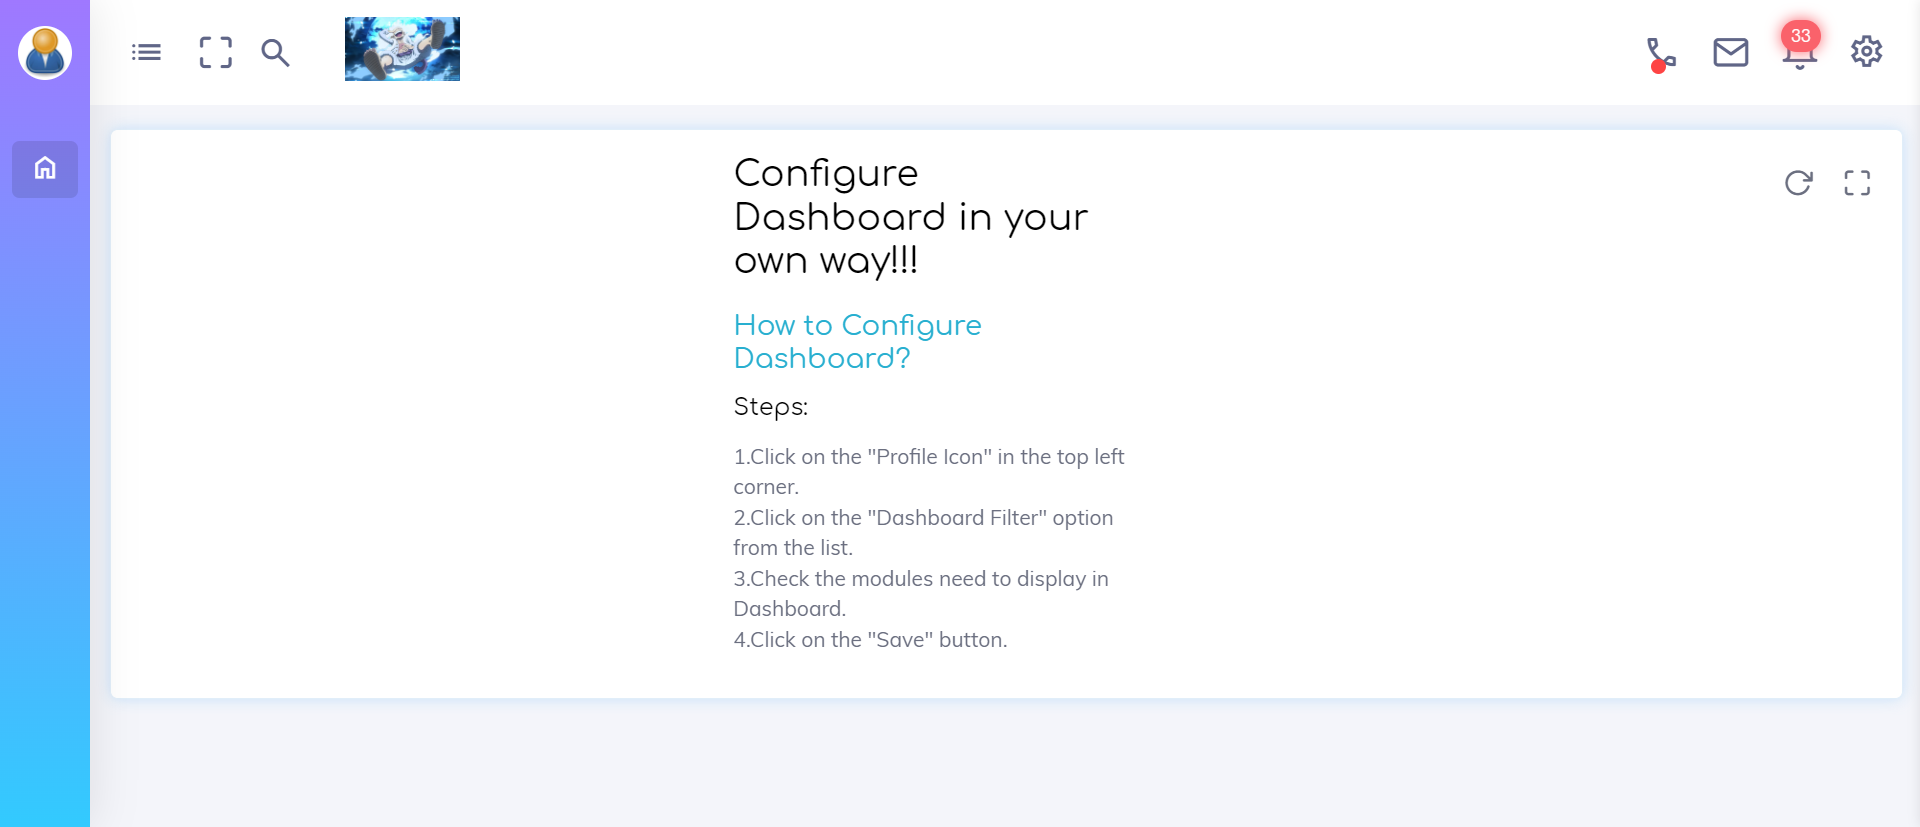 33
Configure
Dashboard in your
own way!!!
How to Configure
Dashboard?
Steps:
1.Click on the "Profile Icon" in the top left
corner.
2.Click on the "Dashboard Filter" option
from the list.
3.Check the modules need to display in
Dashboard.
4.Click on the "Save" button.